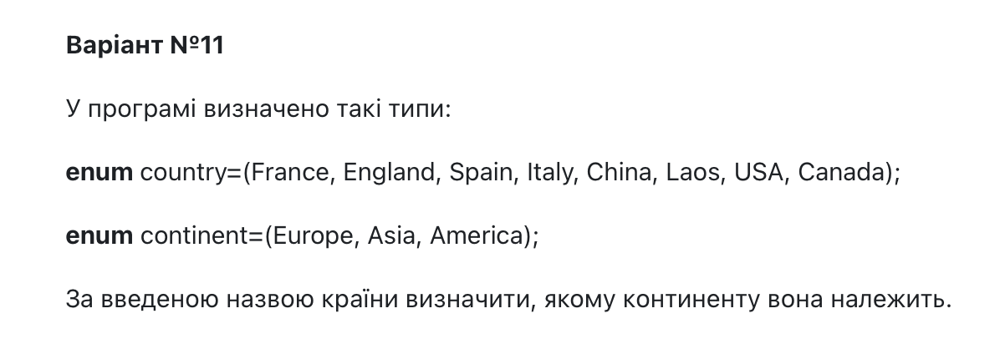 Варіант №11
У програмі визначено такі типи:
enum country=(France, England, Spain, Italy, China, Laos, USA, Canada);
enum continent=(Europe, Asia, America);
За введеною назвою країни визначити, якому континенту вона належить.